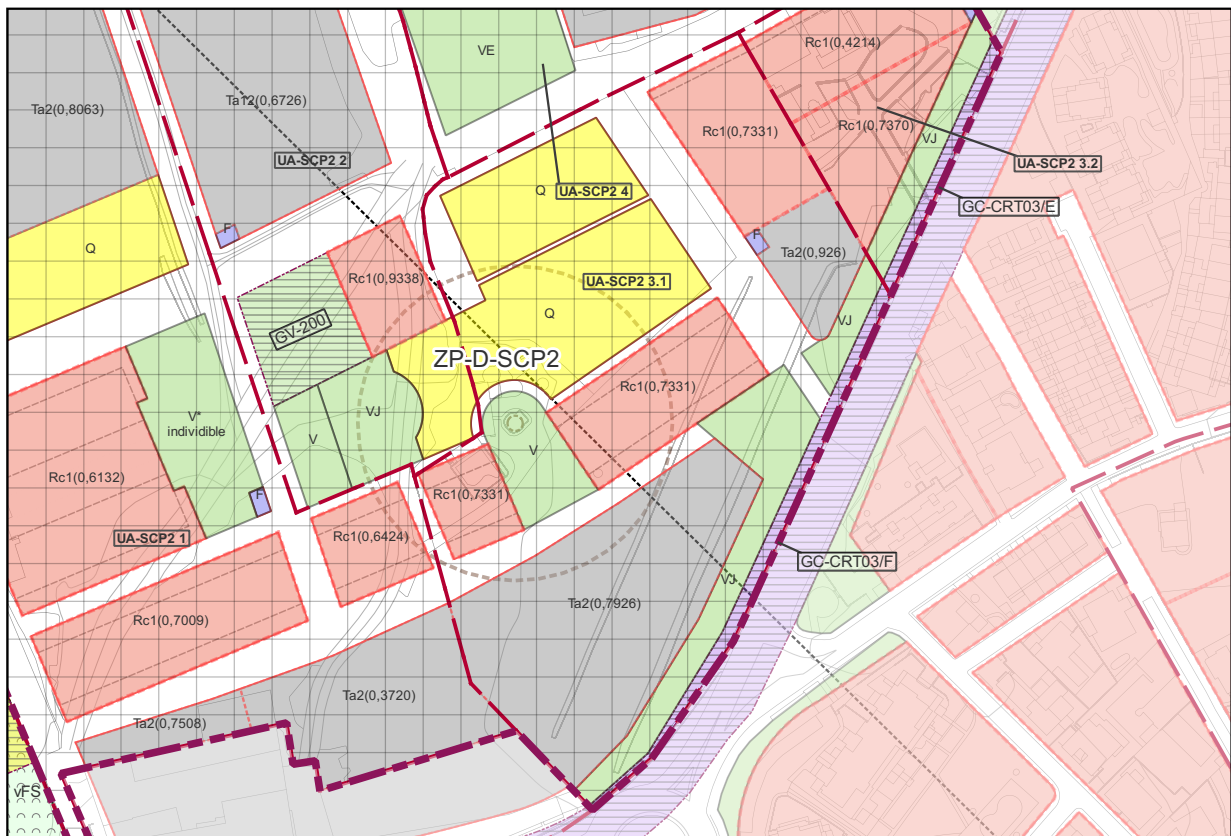 VE
Rc1(0,4214)
Ta2(0,8063)
Ta12(0,6726)
Rc1(0,7331)
Rc1(0,7370)
VJ
UA-SCP2 2
UA-SCP2 3.2
Q
UA-SCP2 4
GC-CRT03/E
F
F
Q
Ta2(0,926)
Rc1(0,9338)
UA-SCP2 3.1
Q
GV-200
VJ
ZP-D-SCP2
Rc1(0,7331)
V*
individible
VJ
V
V
Rc1(0,6132)
F
Rc1(0,7331)
UA-SCP2 1
Rc1(0,6424)
GC-CRT03/F
VJ
Ta2(0,7926)
Rc1(0,7009)
Ta2(0,3720)
Ta2(0,7508)
VFS